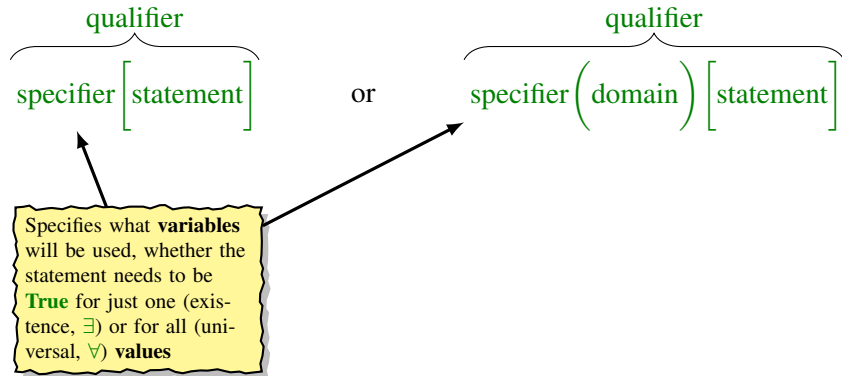 qualifier qualifier
specifier [statement] or specifier (domain) [statement]
Specifies what variables
will be used, whether the
statement needs to be
True for just one (exis-
tence, ∃) or for all (uni-
versal, ∀) values